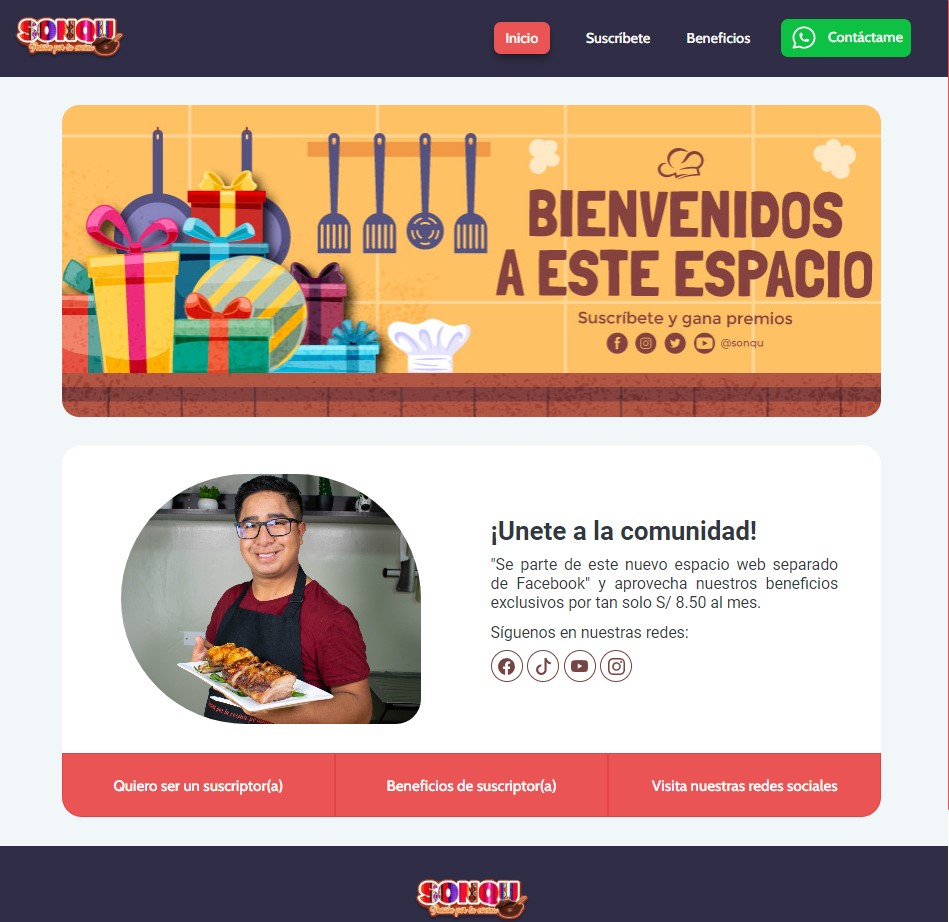 SONQU
Pasión por la cocina
Inicio
Suscríbete
Beneficios
Contáctame
BIENVENIDOS
A ESTE ESPACIO
Suscríbete y gana premios
@sonqu
¡Unete a la comunidad!
"Se parte de este nuevo espacio web separado
de Facebook" y aprovecha nuestros beneficios
exclusivos por tan solo S/ 8.50 al mes.
Síguenos en nuestras redes:
Quiero ser un suscriptor(a)
Beneficios de suscriptor(a)
Visita nuestras redes sociales
SONQU
Pasión por la cocina